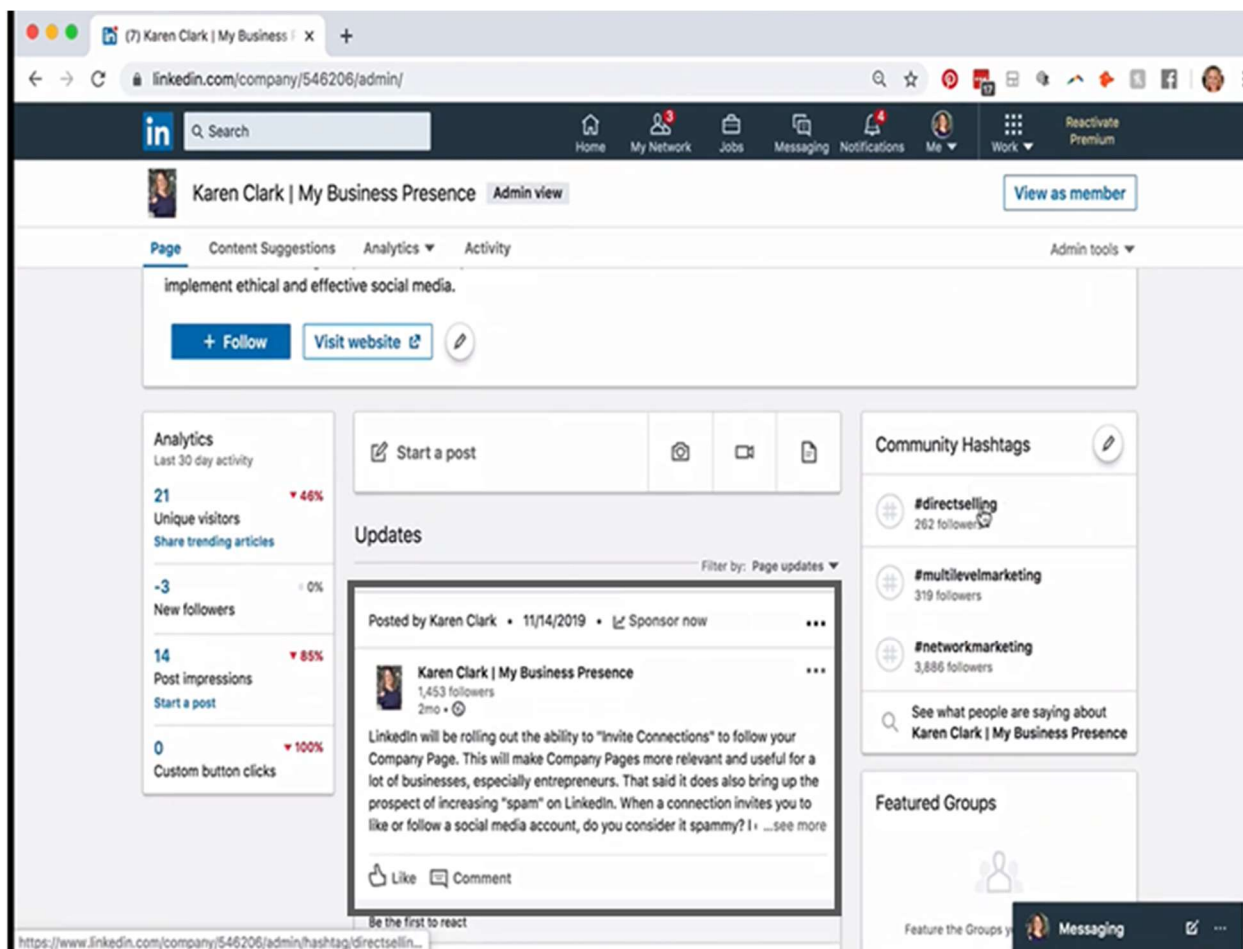 (7) Karen Clark | My Business
linkedin.com/company/546206/admin/
17
in
Search
Home
3
My Network
Jobs
Messaging
4
Notifications
Me
Work
Reactivate
Premium
Karen Clark | My Business Presence
Admin view
View as member
Page
Content Suggestions
Analytics
Activity
Admin tools
implement ethical and effective social media.
+ Follow
Visit website
Analytics
Last 30 day activity
21
▼ 46%
Unique visitors
Share trending articles
-3
0%
New followers
14
▼ 85%
Post impressions
Start a post
0
▼ 100%
Custom button clicks
Start a post
Updates
Filter by: Page updates ▼
Posted by Karen Clark • 11/14/2019 • Sponsor now
Karen Clark | My Business Presence
1,453 followers
2mo •
LinkedIn will be rolling out the ability to "Invite Connections" to follow your
Company Page. This will make Company Pages more relevant and useful for a
lot of businesses, especially entrepreneurs. That said it does also bring up the
prospect of increasing "spam" on LinkedIn. When a connection invites you to
like or follow a social media account, do you consider it spammy? I ...see more
Like
Comment
Be the first to react
Community Hashtags
#directselling
262 followers
#multilevelmarketing
319 followers
#networkmarketing
3,886 followers
See what people are saying about
Karen Clark | My Business Presence
Featured Groups
Feature the Groups
Messaging
https://www.linkedin.com/company/546206/admin/hashtag/directsellin...